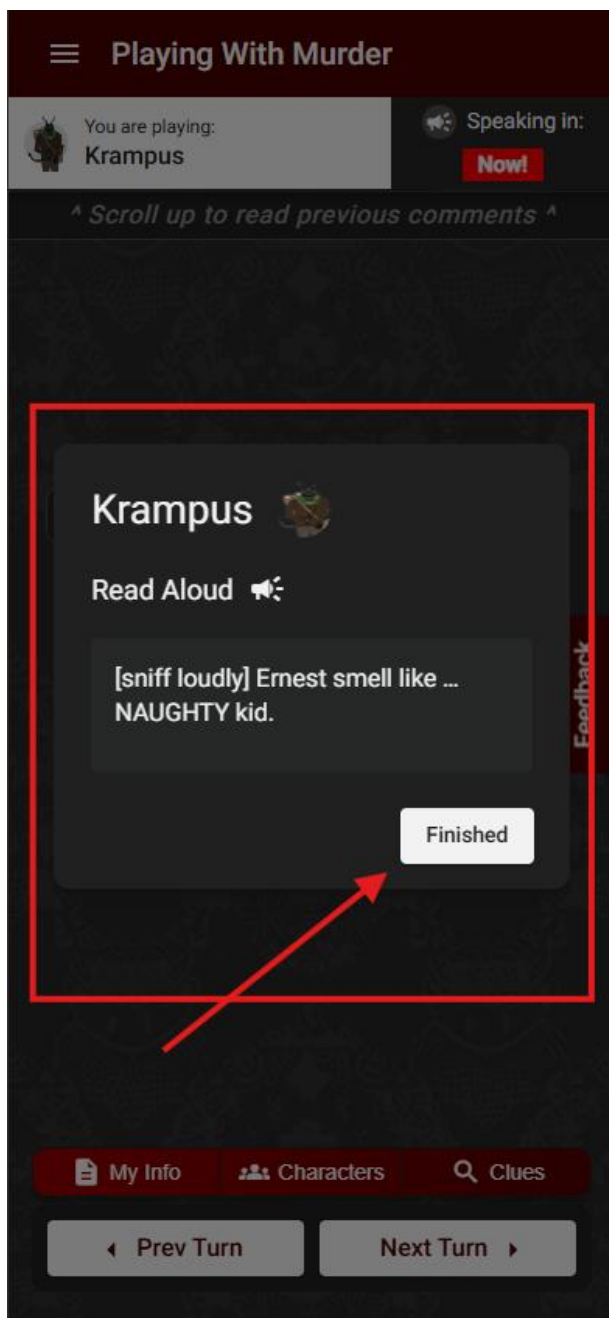 Playing With Murder
You are playing:
Krampus
Speaking in:
Now!
^ Scroll up to read previous comments ^
Krampus
Read Aloud
[sniff loudly] Ernest smell like ...
NAUGHTY kid.
Feedback
Finished
My Info
Characters
Clues
Prev Turn
Next Turn